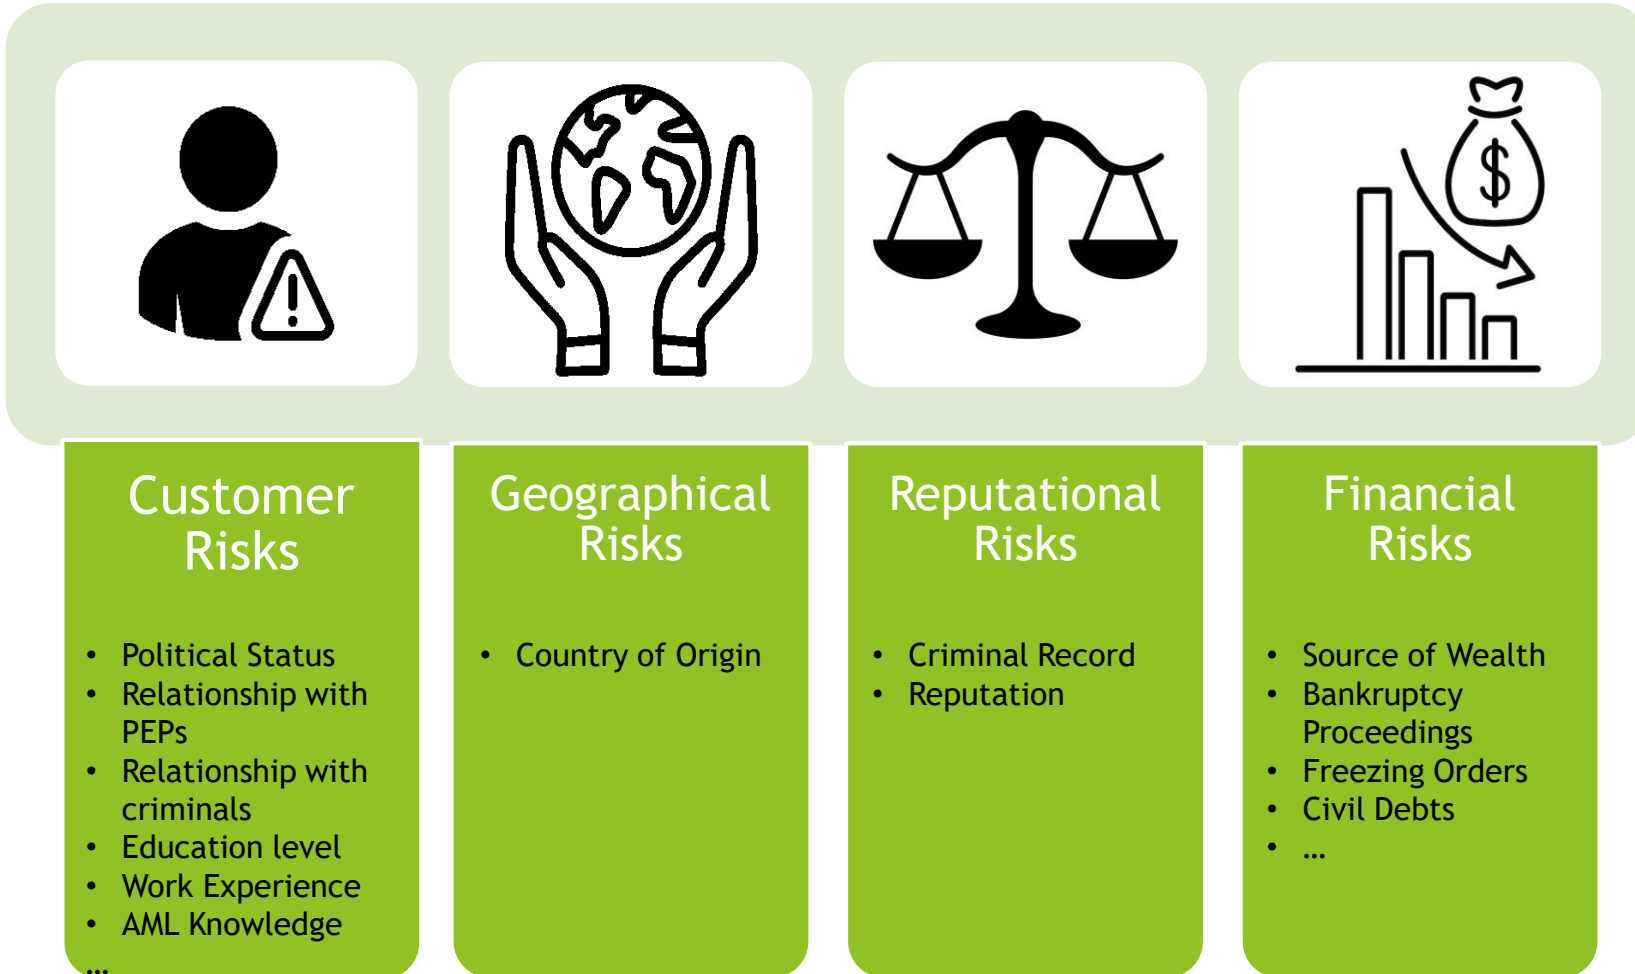 $
Customer
Risks
• Political Status
• Relationship with
PEPs
• Relationship with
criminals
• Education level
• Work Experience
• AML Knowledge
…
Geographical
Risks
• Country of Origin
Reputational
Risks
• Criminal Record
• Reputation
Financial
Risks
• Source of Wealth
• Bankruptcy
Proceedings
• Freezing Orders
• Civil Debts
• …